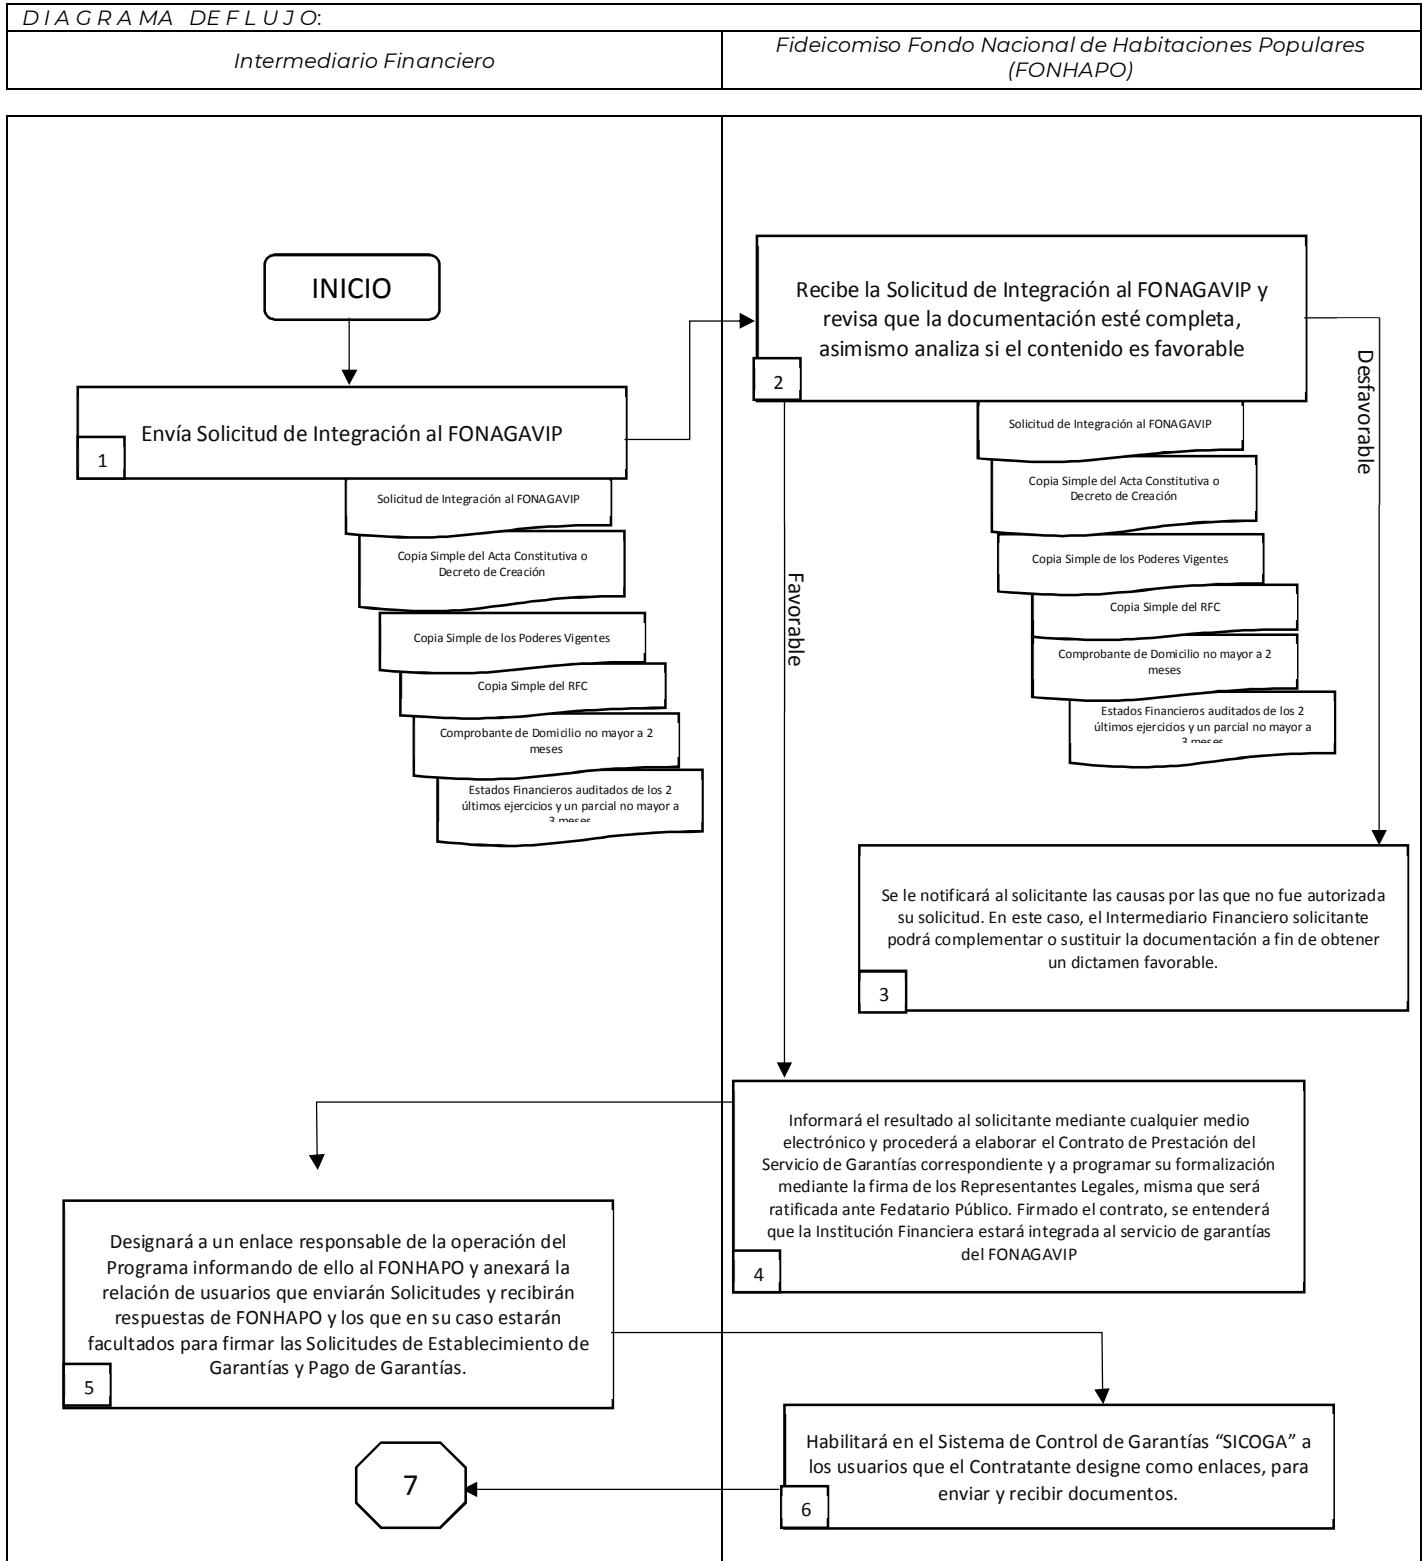 DIAGRAMA DE FLUJO:
Intermediario Financiero
Fideicomiso Fondo Nacional de Habitaciones Populares
(FONHAPO)
INICIO
Envía Solicitud de Integración al FONAGAVIP
1
Solicitud de Integración al FONAGAVIP
Copia Simple del Acta Constitutiva o
Decreto de Creación
Copia Simple de los Poderes Vigentes
Copia Simple del RFC
Comprobante de Domicilio no mayor a 2
meses
Estados Financieros auditados de los 2
últimos ejercicios y un parcial no mayor a
3 meses
Recibe la Solicitud de Integración al FONAGAVIP y
revisa que la documentación esté completa,
asimismo analiza si el contenido es favorable
2
Solicitud de Integración al FONAGAVIP
Copia Simple del Acta Constitutiva o
Decreto de Creación
Copia Simple de los Poderes Vigentes
Copia Simple del RFC
Comprobante de Domicilio no mayor a 2
meses
Estados Financieros auditados de los 2
últimos ejercicios y un parcial no mayor a
3 meses
Desfavorable
Favorable
Se le notificará al solicitante las causas por las que no fue autorizada
su solicitud. En este caso, el Intermediario Financiero solicitante
podrá complementar o sustituir la documentación a fin de obtener
un dictamen favorable.
3
Informará el resultado al solicitante mediante cualquier medio
electrónico y procederá a elaborar el Contrato de Prestación del
Servicio de Garantías correspondiente y a programar su formalización
mediante la firma de los Representantes Legales, misma que será
ratificada ante Fedatario Público. Firmado el contrato, se entenderá
que la Institución Financiera estará integrada al servicio de garantías
del FONAGAVIP
4
Designará a un enlace responsable de la operación del
Programa informando de ello al FONHAPO y anexará la
relación de usuarios que enviarán Solicitudes y recibirán
respuestas de FONHAPO y los que en su caso estarán
facultados para firmar las Solicitudes de Establecimiento de
Garantías y Pago de Garantías.
5
Habilitará en el Sistema de Control de Garantías “SICOGA” a
los usuarios que el Contratante designe como enlaces, para
enviar y recibir documentos.
6
7